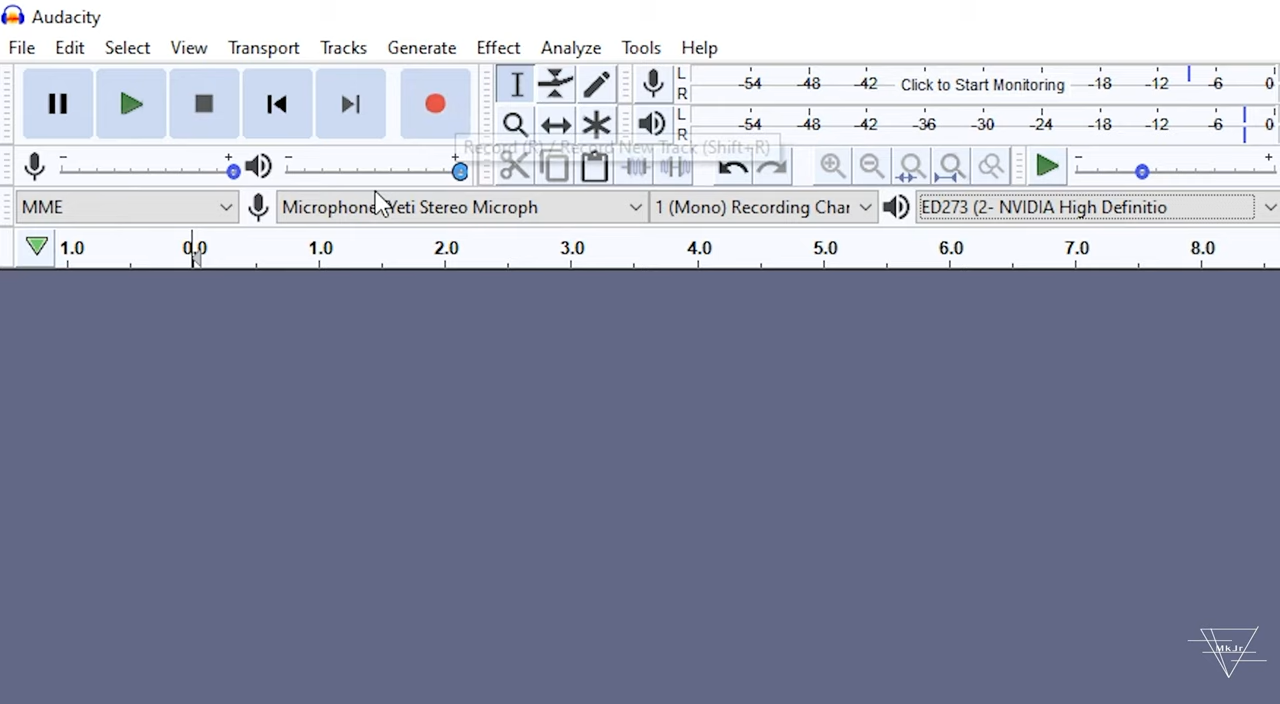 Audacity
File Edit Select View Transport Tracks Generate Effect Analyze Tools Help
L
R
-54 -48 -42 Click to Start Monitoring -18 -12 -6 0
L
R
-54 -48 -42 -36 -30 -24 -18 -12 -6 0
Record (R) / Record New Track (Shift+R)
- + - + - +
MME Microphone Yeti Stereo Microph 1 (Mono) Recording Char ED273 (2- NVIDIA High Definitio
1.0 0.0 1.0 2.0 3.0 4.0 5.0 6.0 7.0 8.0
MkJr